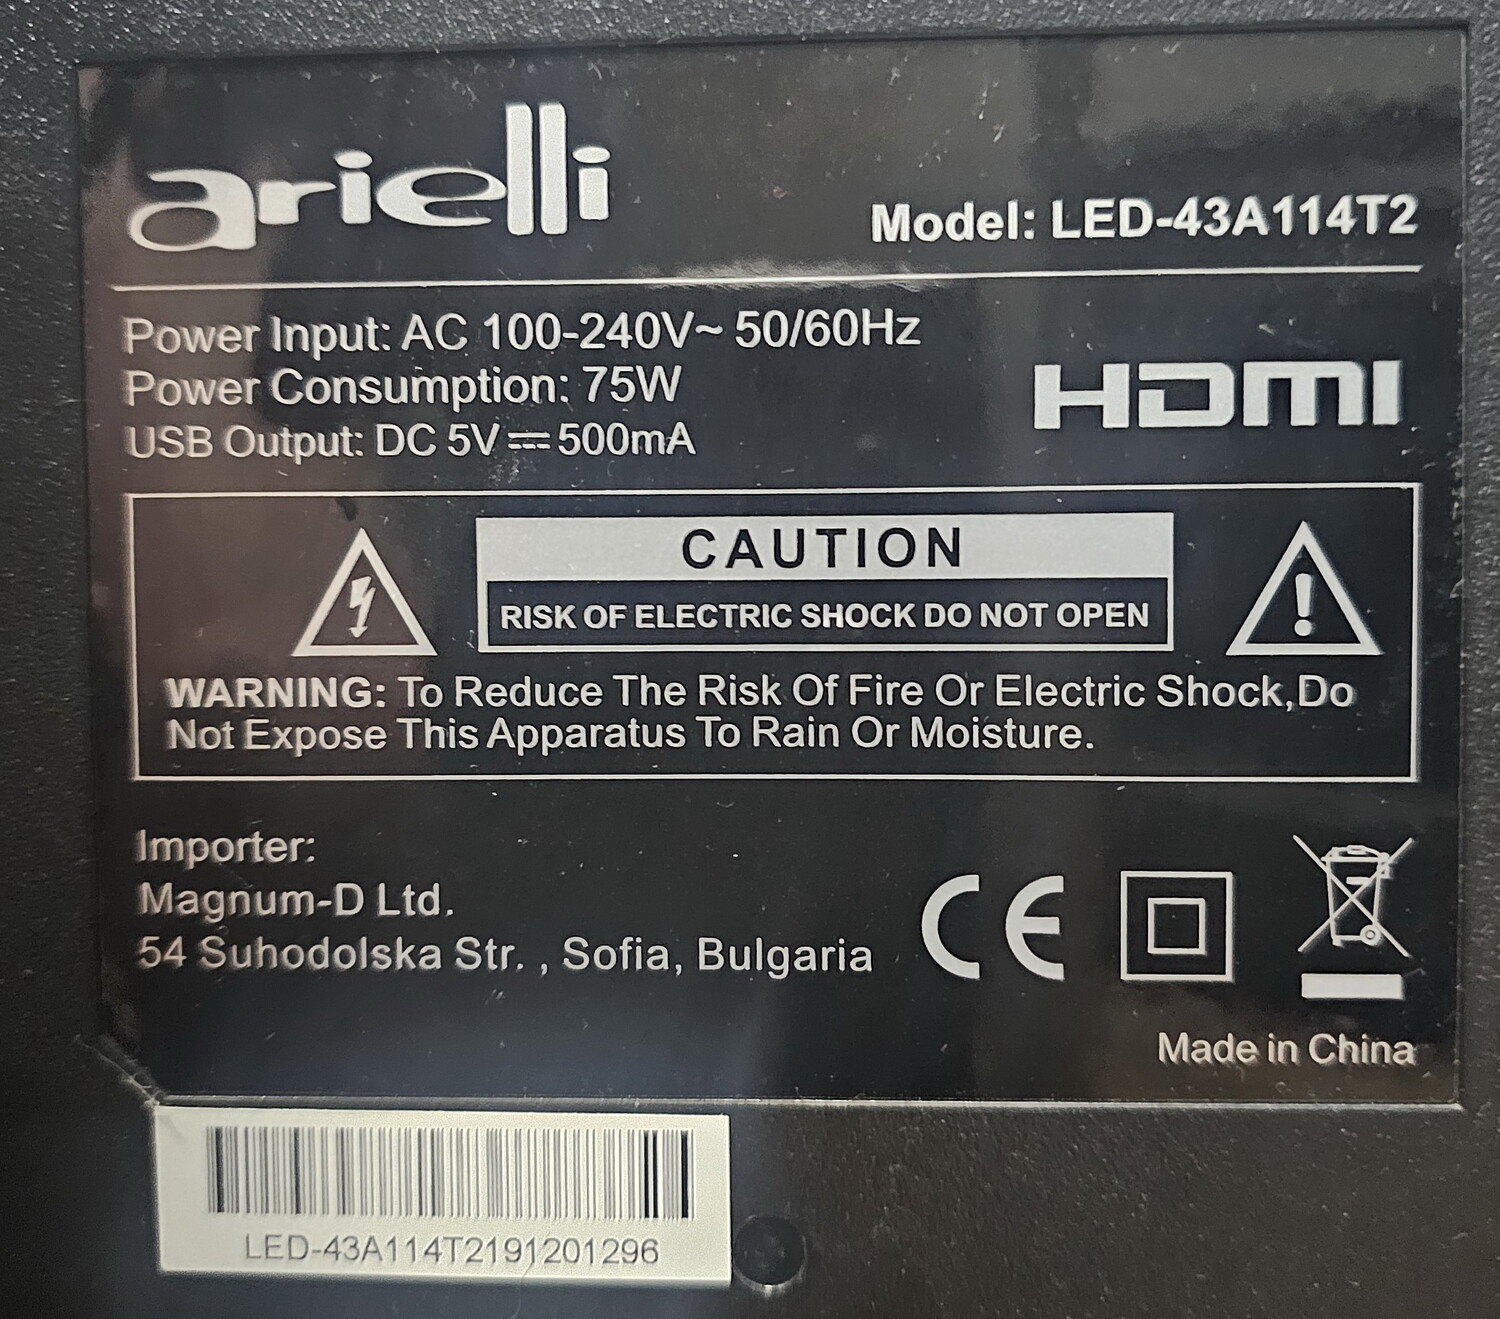 arielli
Model: LED-43A114T2
Power Input: AC 100-240V~ 50/60Hz
Power Consumption: 75W
USB Output: DC 5V⎓500mA
HDMI
CAUTION
RISK OF ELECTRIC SHOCK DO NOT OPEN
!
WARNING: To Reduce The Risk Of Fire Or Electric Shock,Do
Not Expose This Apparatus To Rain Or Moisture.
Importer:
Magnum-D Ltd.
54 Suhodolska Str. , Sofia, Bulgaria
CE
Made in China
LED-43A114T2191201296